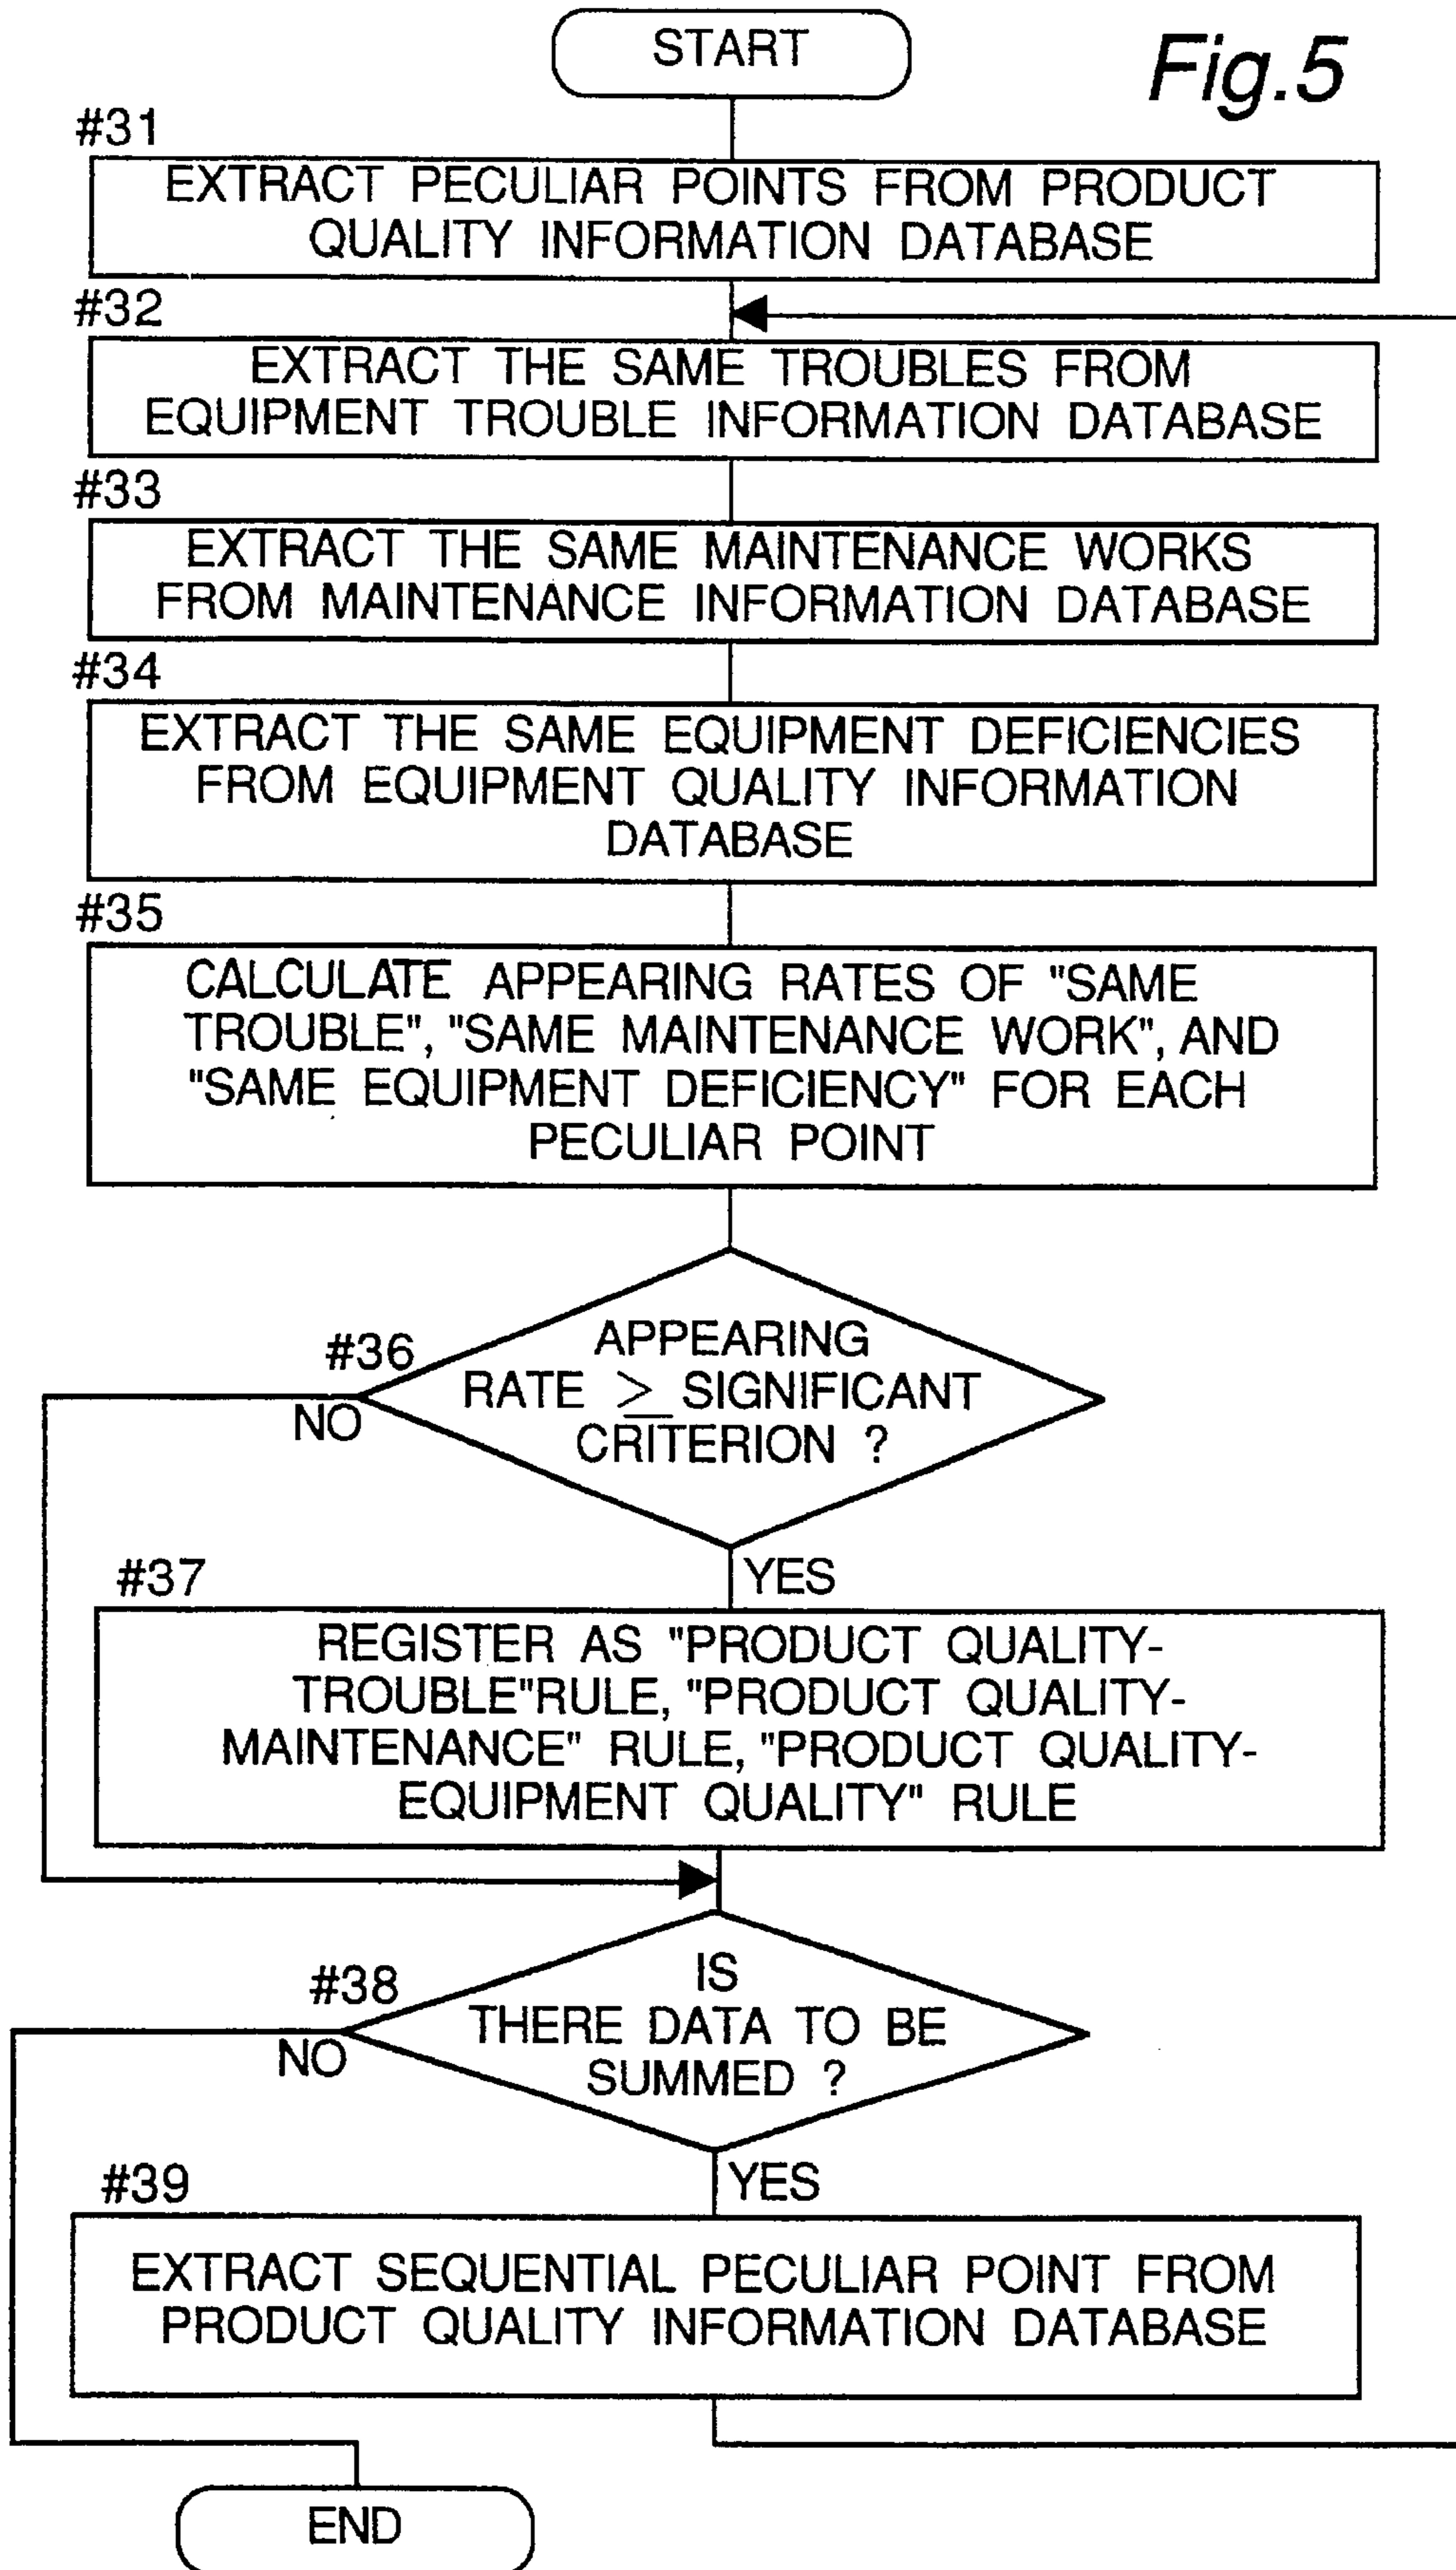 START
Fig.5
#31
EXTRACT PECULIAR POINTS FROM PRODUCT
QUALITY INFORMATION DATABASE
#32
EXTRACT THE SAME TROUBLES FROM
EQUIPMENT TROUBLE INFORMATION DATABASE
#33
EXTRACT THE SAME MAINTENANCE WORKS
FROM MAINTENANCE INFORMATION DATABASE
#34
EXTRACT THE SAME EQUIPMENT DEFICIENCIES
FROM EQUIPMENT QUALITY INFORMATION
DATABASE
#35
CALCULATE APPEARING RATES OF "SAME
TROUBLE", "SAME MAINTENANCE WORK", AND
"SAME EQUIPMENT DEFICIENCY" FOR EACH
PECULIAR POINT
#36
APPEARING
RATE ≥ SIGNIFICANT
CRITERION ?
NO
YES
#37
REGISTER AS "PRODUCT QUALITY-
TROUBLE"RULE, "PRODUCT QUALITY-
MAINTENANCE" RULE, "PRODUCT QUALITY-
EQUIPMENT QUALITY" RULE
#38
IS
THERE DATA TO BE
SUMMED ?
NO
YES
#39
EXTRACT SEQUENTIAL PECULIAR POINT FROM
PRODUCT QUALITY INFORMATION DATABASE
END